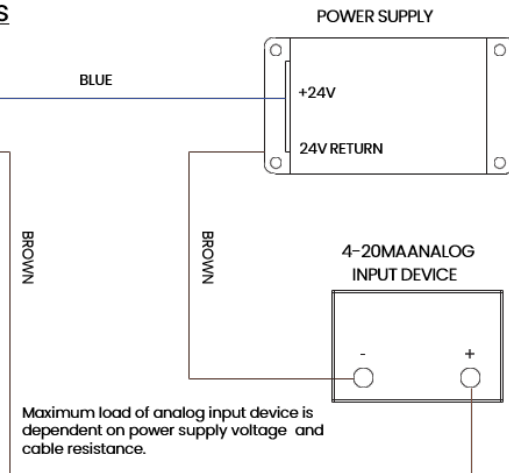 S
POWER SUPPLY
BLUE
+24V
24V RETURN
BROWN
BROWN
4-20MAANALOG
INPUT DEVICE
- +
Maximum load of analog input device is
dependent on power supply voltage and
cable resistance.